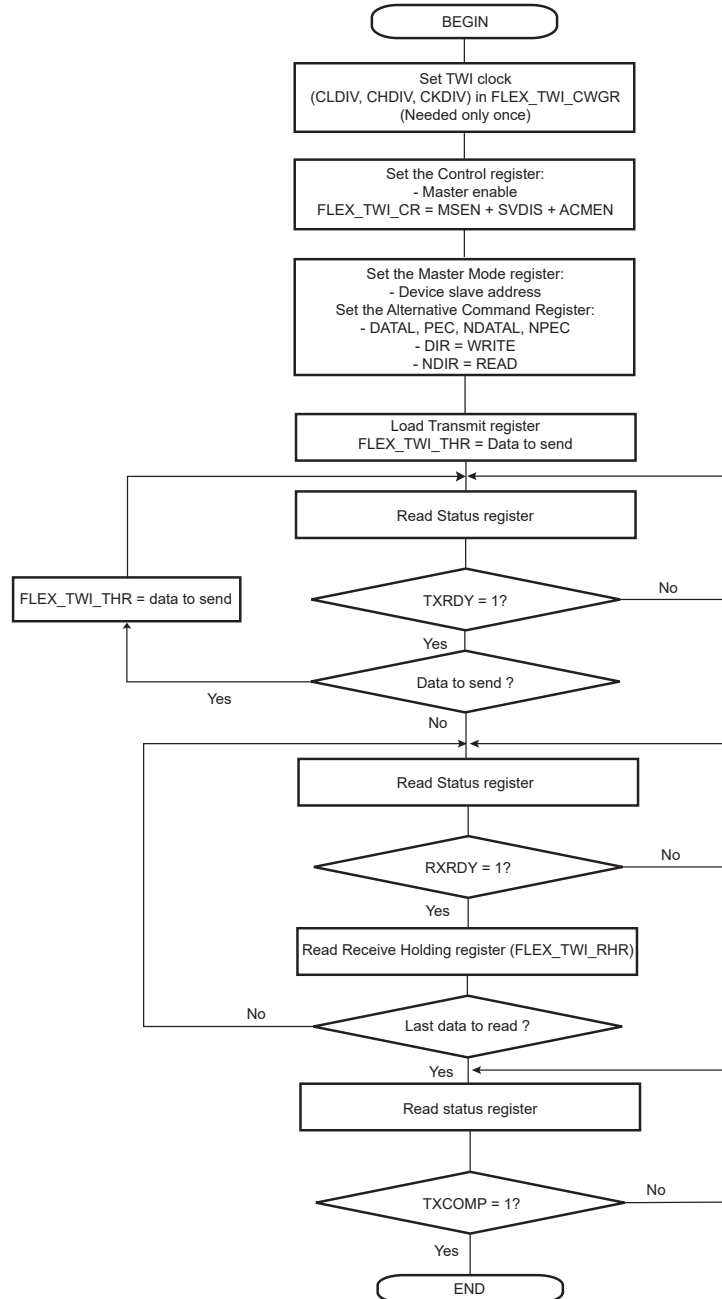 BEGIN
Set TWI clock
(CLDIV, CHDIV, CKDIV) in FLEX_TWI_CWGR
(Needed only once)
Set the Control register:
- Master enable
FLEX_TWI_CR = MSEN + SVDIS + ACMEN
Set the Master Mode register:
- Device slave address
Set the Alternative Command Register:
- DATAL, PEC, NDATAL, NPEC
- DIR = WRITE
- NDIR = READ
Load Transmit register
FLEX_TWI_THR = Data to send
Read Status register
FLEX_TWI_THR = data to send
TXRDY = 1?
No
Yes
Data to send ?
Yes
No
Read Status register
RXRDY = 1?
No
Yes
Read Receive Holding register (FLEX_TWI_RHR)
No
Last data to read ?
Yes
Read status register
TXCOMP = 1?
No
Yes
END